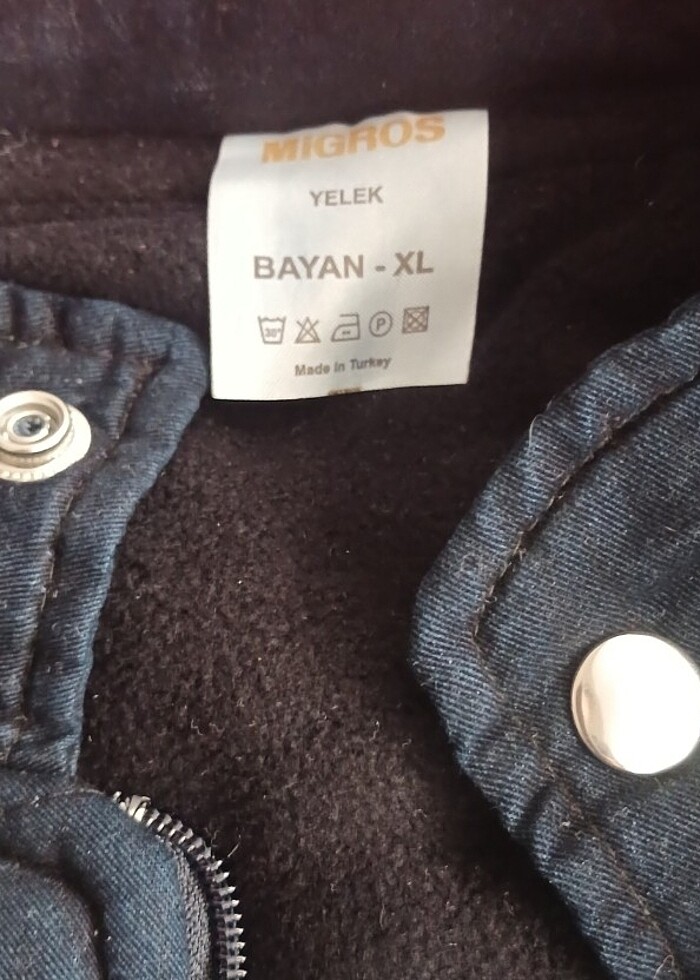 MIGROS
YELEK
BAYAN - XL
30°
P
Made in Turkey